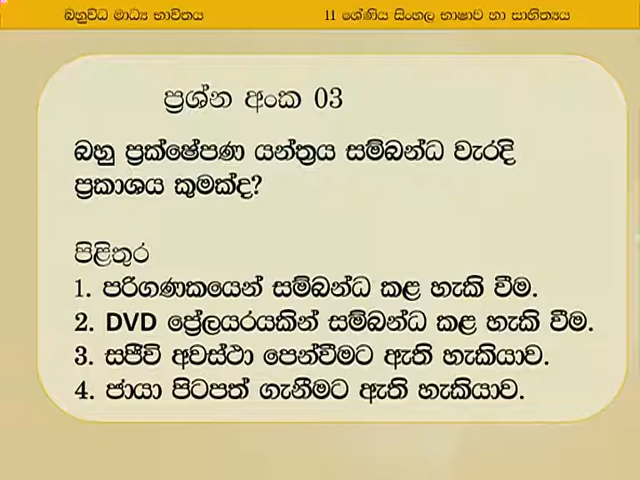 බහුවිධ මාධ්‍ය භාවිතය
11 ශ්‍රේණිය සිංහල භාෂාව හා සාහිත්‍යය
ප්‍රශ්න අංක 03
බහු ප්‍රක්ෂේපණ යන්ත්‍රය සම්බන්ධ වැරදි
ප්‍රකාශය කුමක්ද?
පිළිතුර
1. පරිගණකයෙන් සම්බන්ධ කළ හැකි වීම.
2. DVD ප්ලේයරයකින් සම්බන්ධ කළ හැකි වීම.
3. සජීවී අවස්ථා පෙන්වීමට ඇති හැකියාව.
4. ඡායා පිටපත් ගැනීමට ඇති හැකියාව.